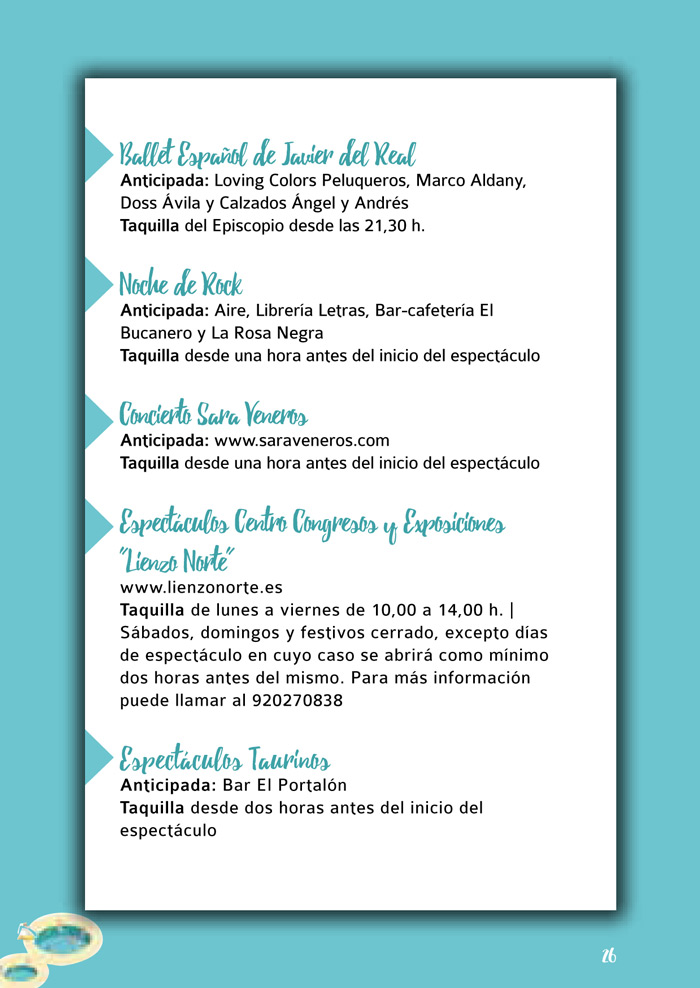 Ballet Español de Javier del Real
Anticipada: Loving Colors Peluqueros, Marco Aldany,
Doss Ávila y Calzados Ángel y Andrés
Taquilla del Episcopio desde las 21,30 h.
Noche de Rock
Anticipada: Aire, Librería Letras, Bar-cafetería El
Bucanero y La Rosa Negra
Taquilla desde una hora antes del inicio del espectáculo
Concierto Sara Veneros
Anticipada: www.saraveneros.com
Taquilla desde una hora antes del inicio del espectáculo
Espectáculos Centro Congresos y Exposiciones
"Lienzo Norte"
www.lienzonorte.es
Taquilla de lunes a viernes de 10,00 a 14,00 h. |
Sábados, domingos y festivos cerrado, excepto días
de espectáculo en cuyo caso se abrirá como mínimo
dos horas antes del mismo. Para más información
puede llamar al 920270838
Espectáculos Taurinos
Anticipada: Bar El Portalón
Taquilla desde dos horas antes del inicio del
espectáculo
26